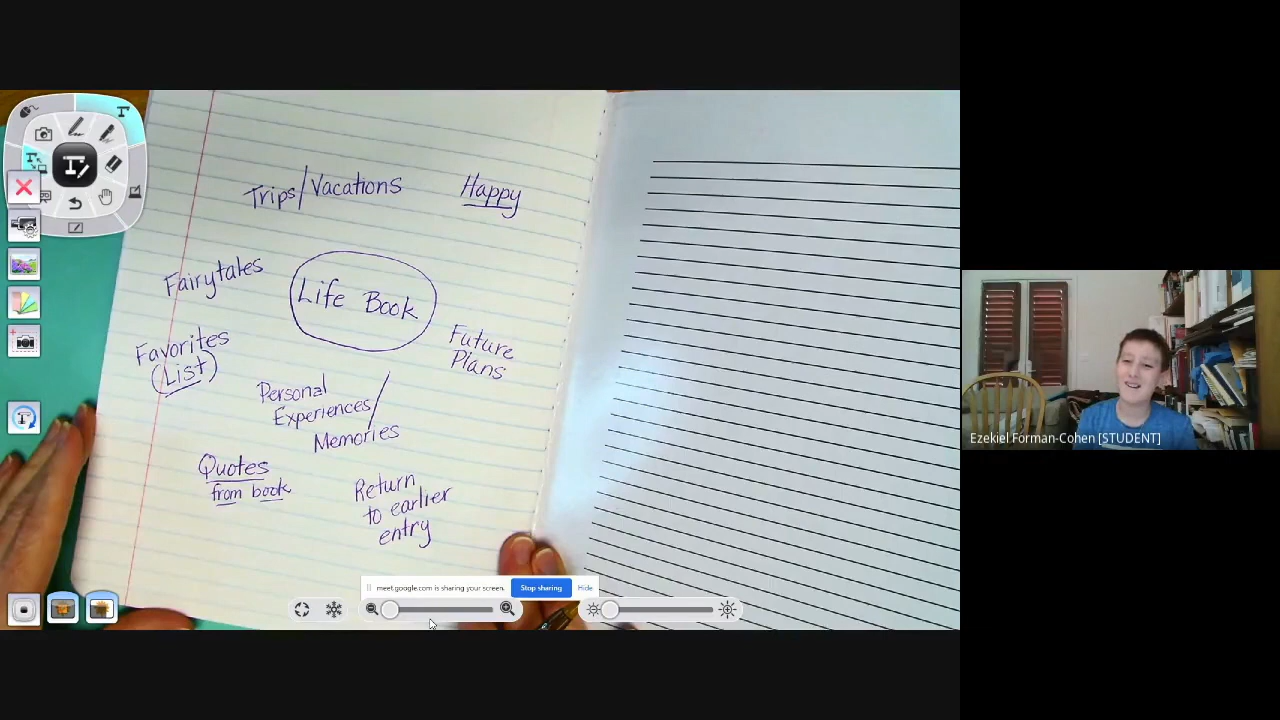 Trips/Vacations
Happy
Fairytales
Life Book
Favorites
(List)
Future
Plans
Personal
Experiences/
Memories
Quotes
from book
Return
to earlier
entry
meet.google.com is sharing your screen.
Stop sharing
Hide
Ezekiel Forman-Cohen [STUDENT]